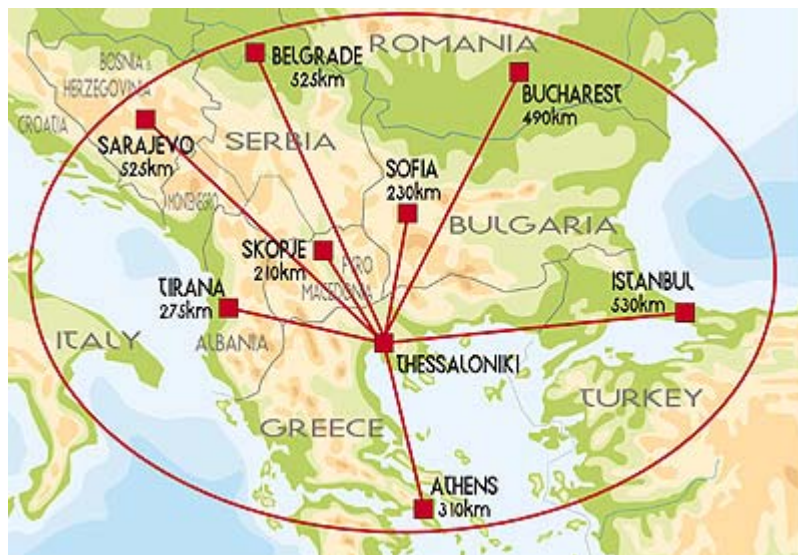 ROMANIA
BOSNIA &
HERZEGOVINA
BELGRADE
525km
BUCHAREST
490km
CROATIA
SARAJEVO
525km
SERBIA
SOFIA
230km
MONTENEGRO
BULGARIA
SKOPJE
210km
FYRO
MACEDONIA
TIRANA
275km
ISTANBUL
530km
ITALY
ALBANIA
THESSALONIKI
TURKEY
GREECE
ATHENS
310km